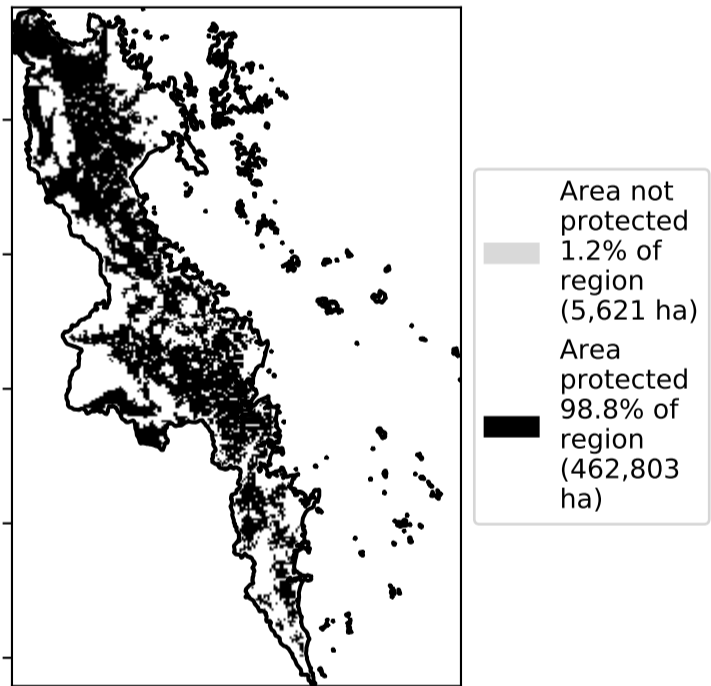 Area not
protected
1.2% of
region
(5,621 ha)
Area
protected
98.8% of
region
(462,803
ha)